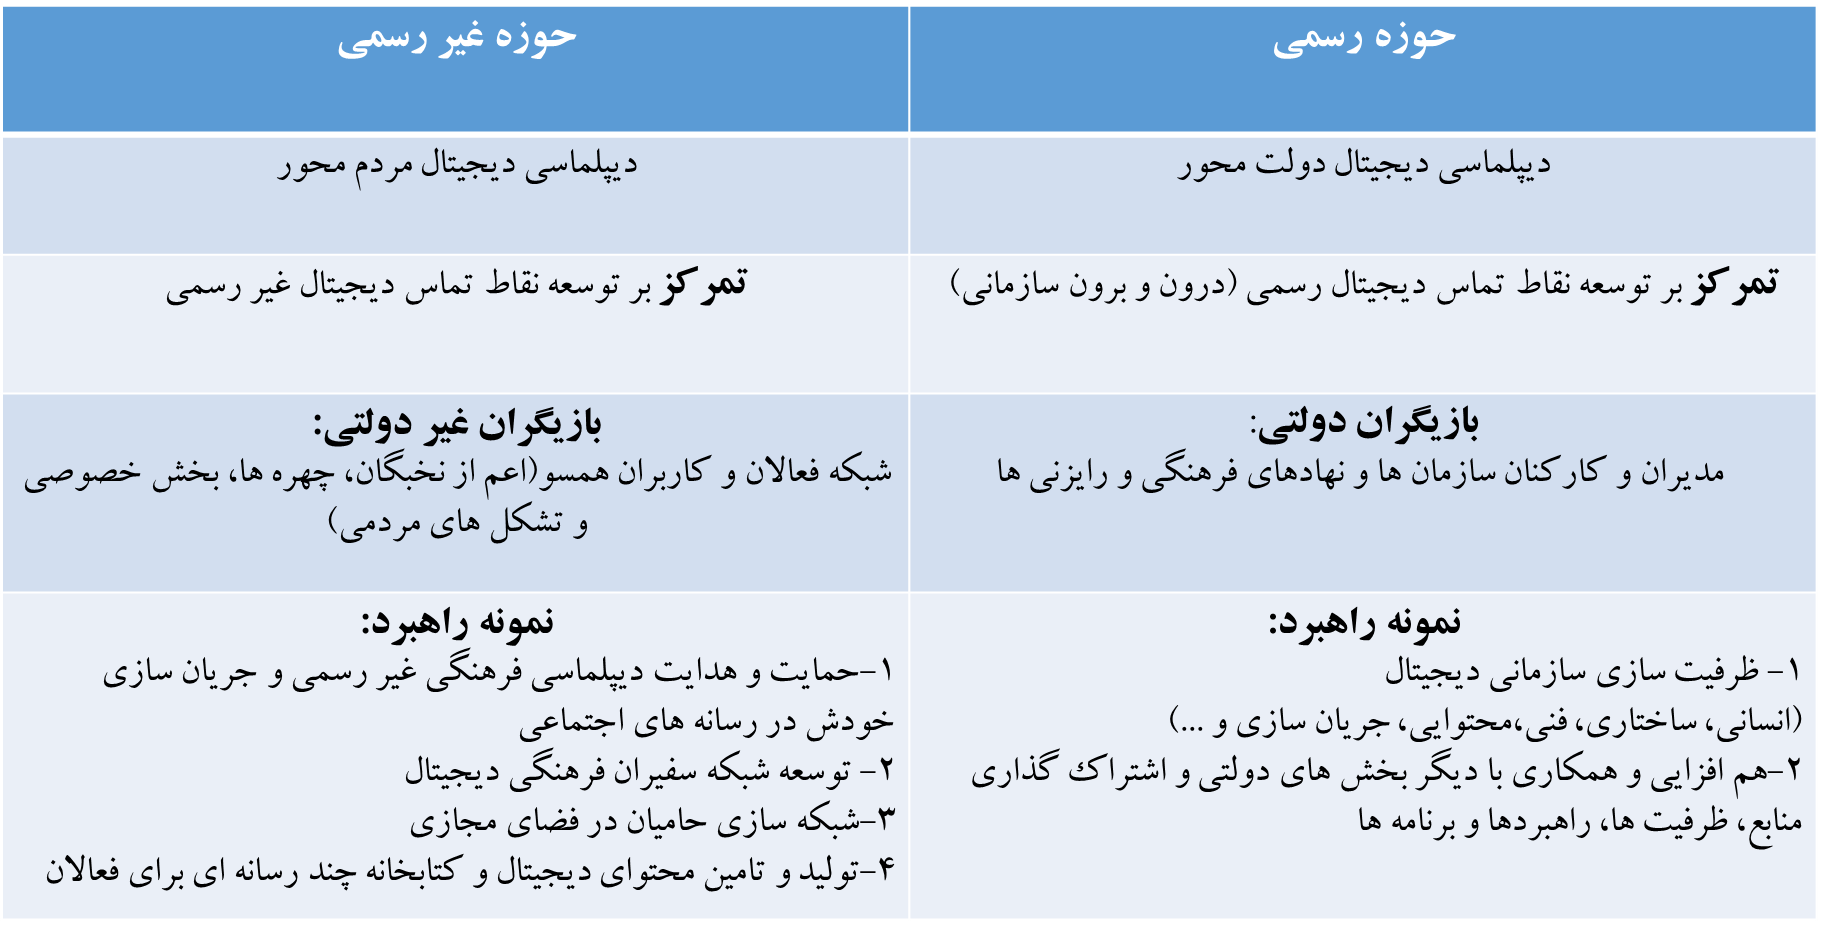 حوزه رسمی
حوزه غیر رسمی
دیپلماسی دیجیتال دولت محور
دیپلماسی دیجیتال مردم محور
تمرکز بر توسعه نقاط تماس دیجیتال رسمی (درون و برون سازمانی)
تمرکز بر توسعه نقاط تماس دیجیتال غیر رسمی
بازیگران دولتی:
مدیران و کارکنان سازمان ها و نهادهای فرهنگی و رایزنی ها
بازیگران غیر دولتی:
شبکه فعالان و کاربران همسو(اعم از نخبگان، چهره ها، بخش خصوصی
و تشکل های مردمی)
نمونه راهبرد:
۱- ظرفیت سازی سازمانی دیجیتال
(انسانی، ساختاری، فنی،محتوایی، جریان سازی و ...)
۲-هم افزایی و همکاری با دیگر بخش های دولتی و اشتراک گذاری
منابع، ظرفیت ها، راهبردها و برنامه ها
نمونه راهبرد:
۱-حمایت و هدایت دیپلماسی فرهنگی غیر رسمی و جریان سازی
خودش در رسانه های اجتماعی
۲- توسعه شبکه سفیران فرهنگی دیجیتال
۳-شبکه سازی حامیان در فضای مجازی
۴-تولید و تامین محتوای دیجیتال و کتابخانه چند رسانه ای برای فعالان